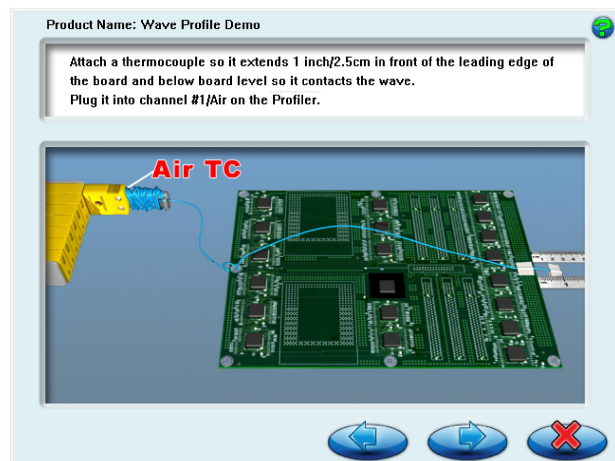 Product Name: Wave Profile Demo
?
Attach a thermocouple so it extends 1 inch/2.5cm in front of the leading edge of
the board and below board level so it contacts the wave.
Plug it into channel #1/Air on the Profiler.
Air TC